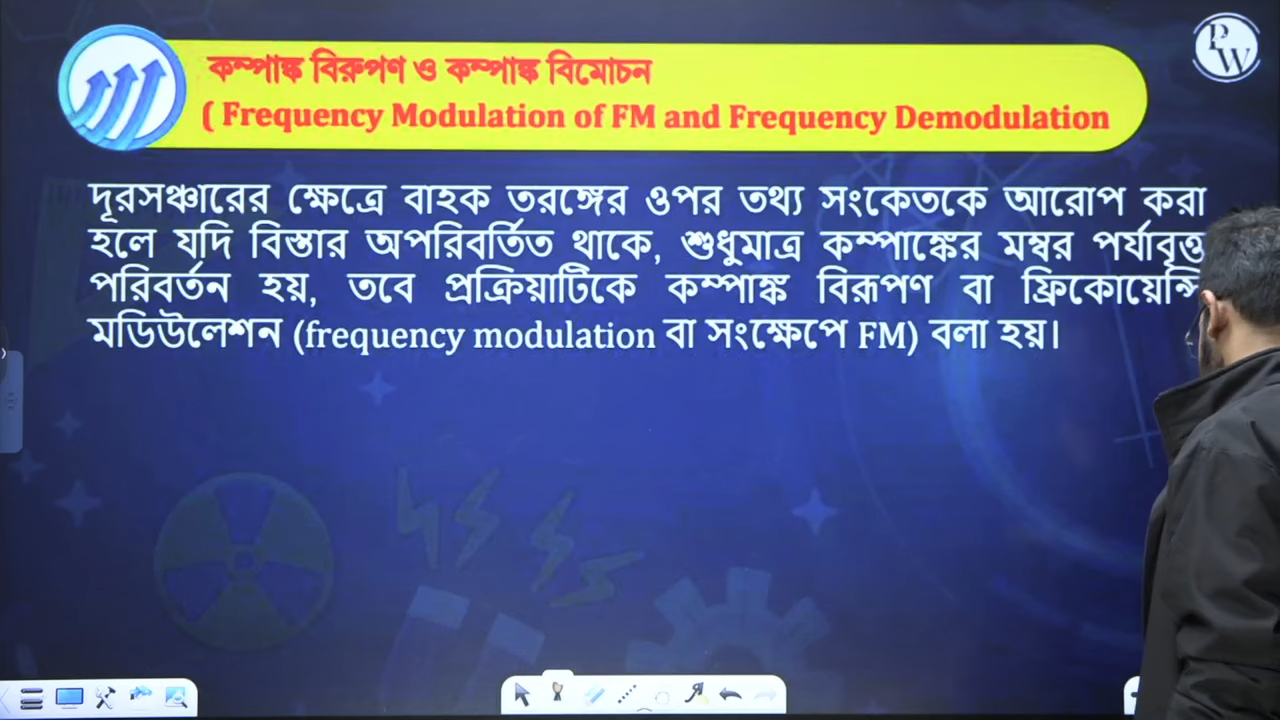 PW
কম্পাঙ্ক বিরুপণ ও কম্পাঙ্ক বিমোচন
( Frequency Modulation of FM and Frequency Demodulation
দূরসঞ্চারের ক্ষেত্রে বাহক তরঙ্গের ওপর তথ্য সংকেতকে আরোপ করা
হলে যদি বিস্তার অপরিবর্তিত থাকে, শুধুমাত্র কম্পাঙ্কের মন্বর পর্যাবৃত্ত
পরিবর্তন হয়, তবে প্রক্রিয়াটিকে কম্পাঙ্ক বিরূপণ বা ফ্রিকোয়েন্সি
মডিউলেশন (frequency modulation বা সংক্ষেপে FM) বলা হয়।